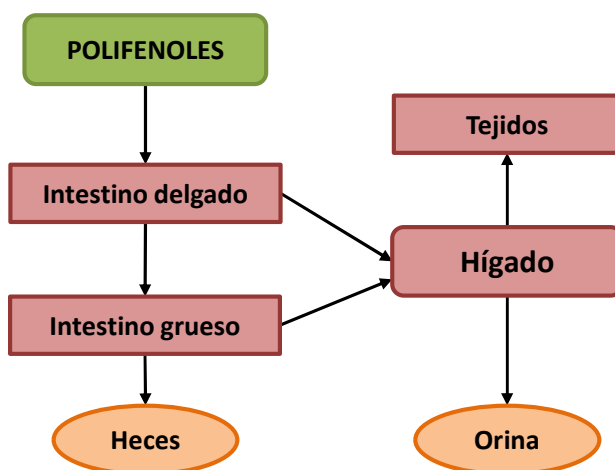 POLIFENOLES
Tejidos
Intestino delgado
Hígado
Intestino grueso
Heces
Orina